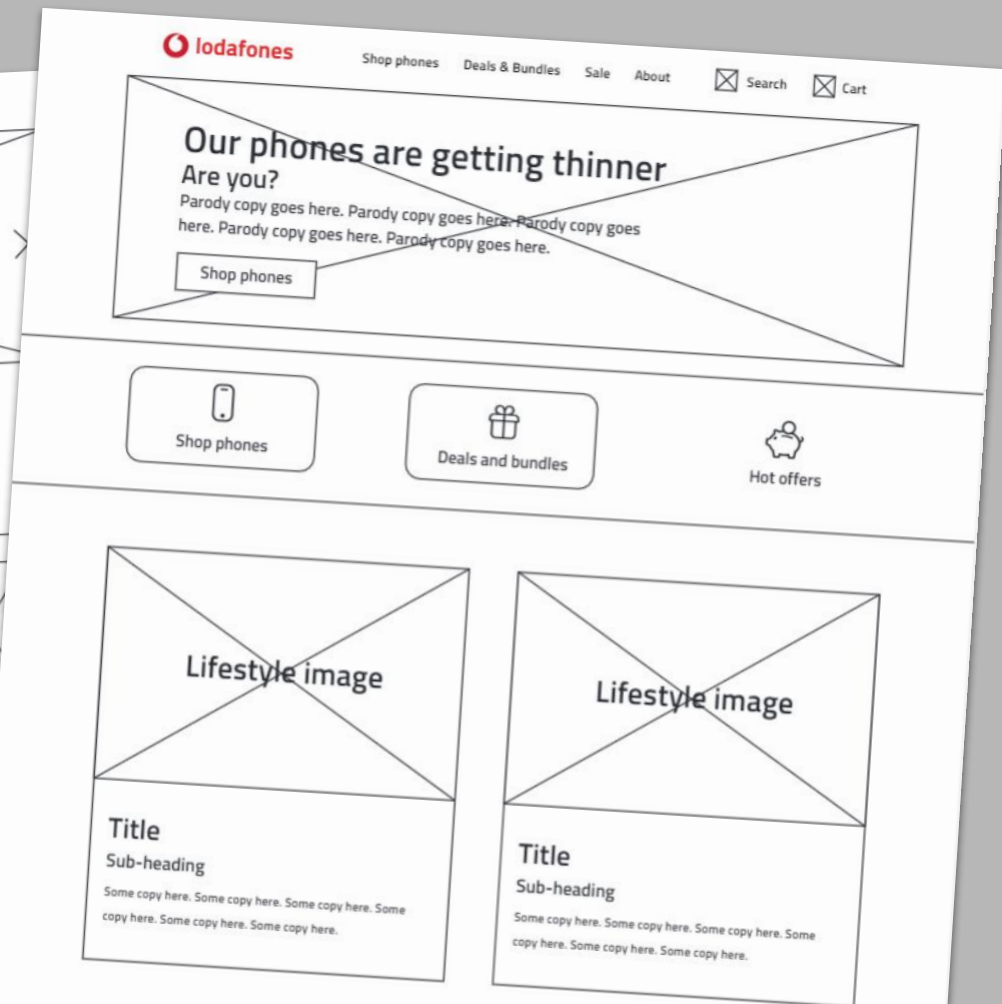 lodafones
Shop phones Deals & Bundles Sale About Search Cart
Our phones are getting thinner
Are you?
Parody copy goes here. Parody copy goes here. Parody copy goes
here. Parody copy goes here. Parody copy goes here.
Shop phones
Shop phones
Deals and bundles
Hot offers
Lifestyle image
Title
Sub-heading
Some copy here. Some copy here. Some copy here. Some
copy here. Some copy here. Some copy here.
Lifestyle image
Title
Sub-heading
Some copy here. Some copy here. Some copy here. Some
copy here. Some copy here. Some copy here.